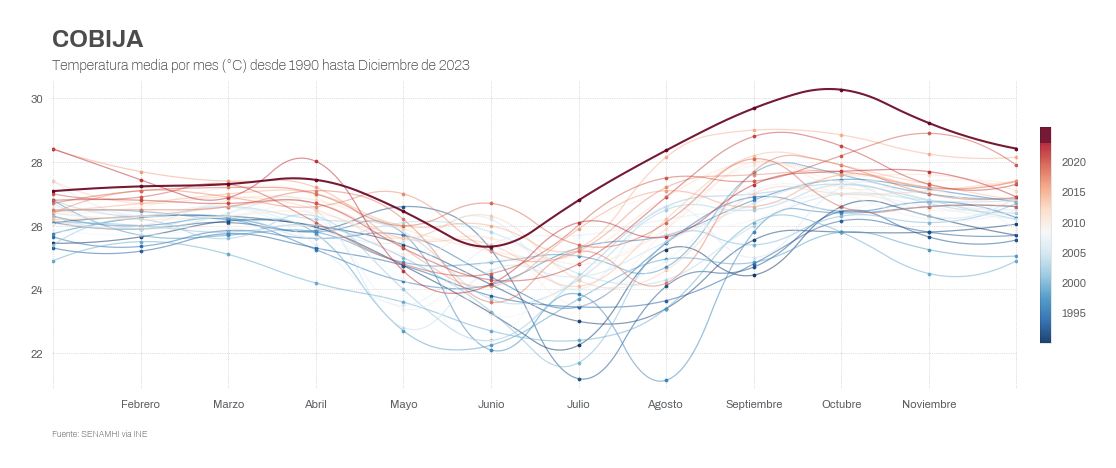 COBIJA
Temperatura media por mes (°C) desde 1990 hasta Diciembre de 2023
30
28
26
24
22
Febrero Marzo Abril Mayo Junio Julio Agosto Septiembre Octubre Noviembre
2020
2015
2010
2005
2000
1995
Fuente: SENAMHI via INE